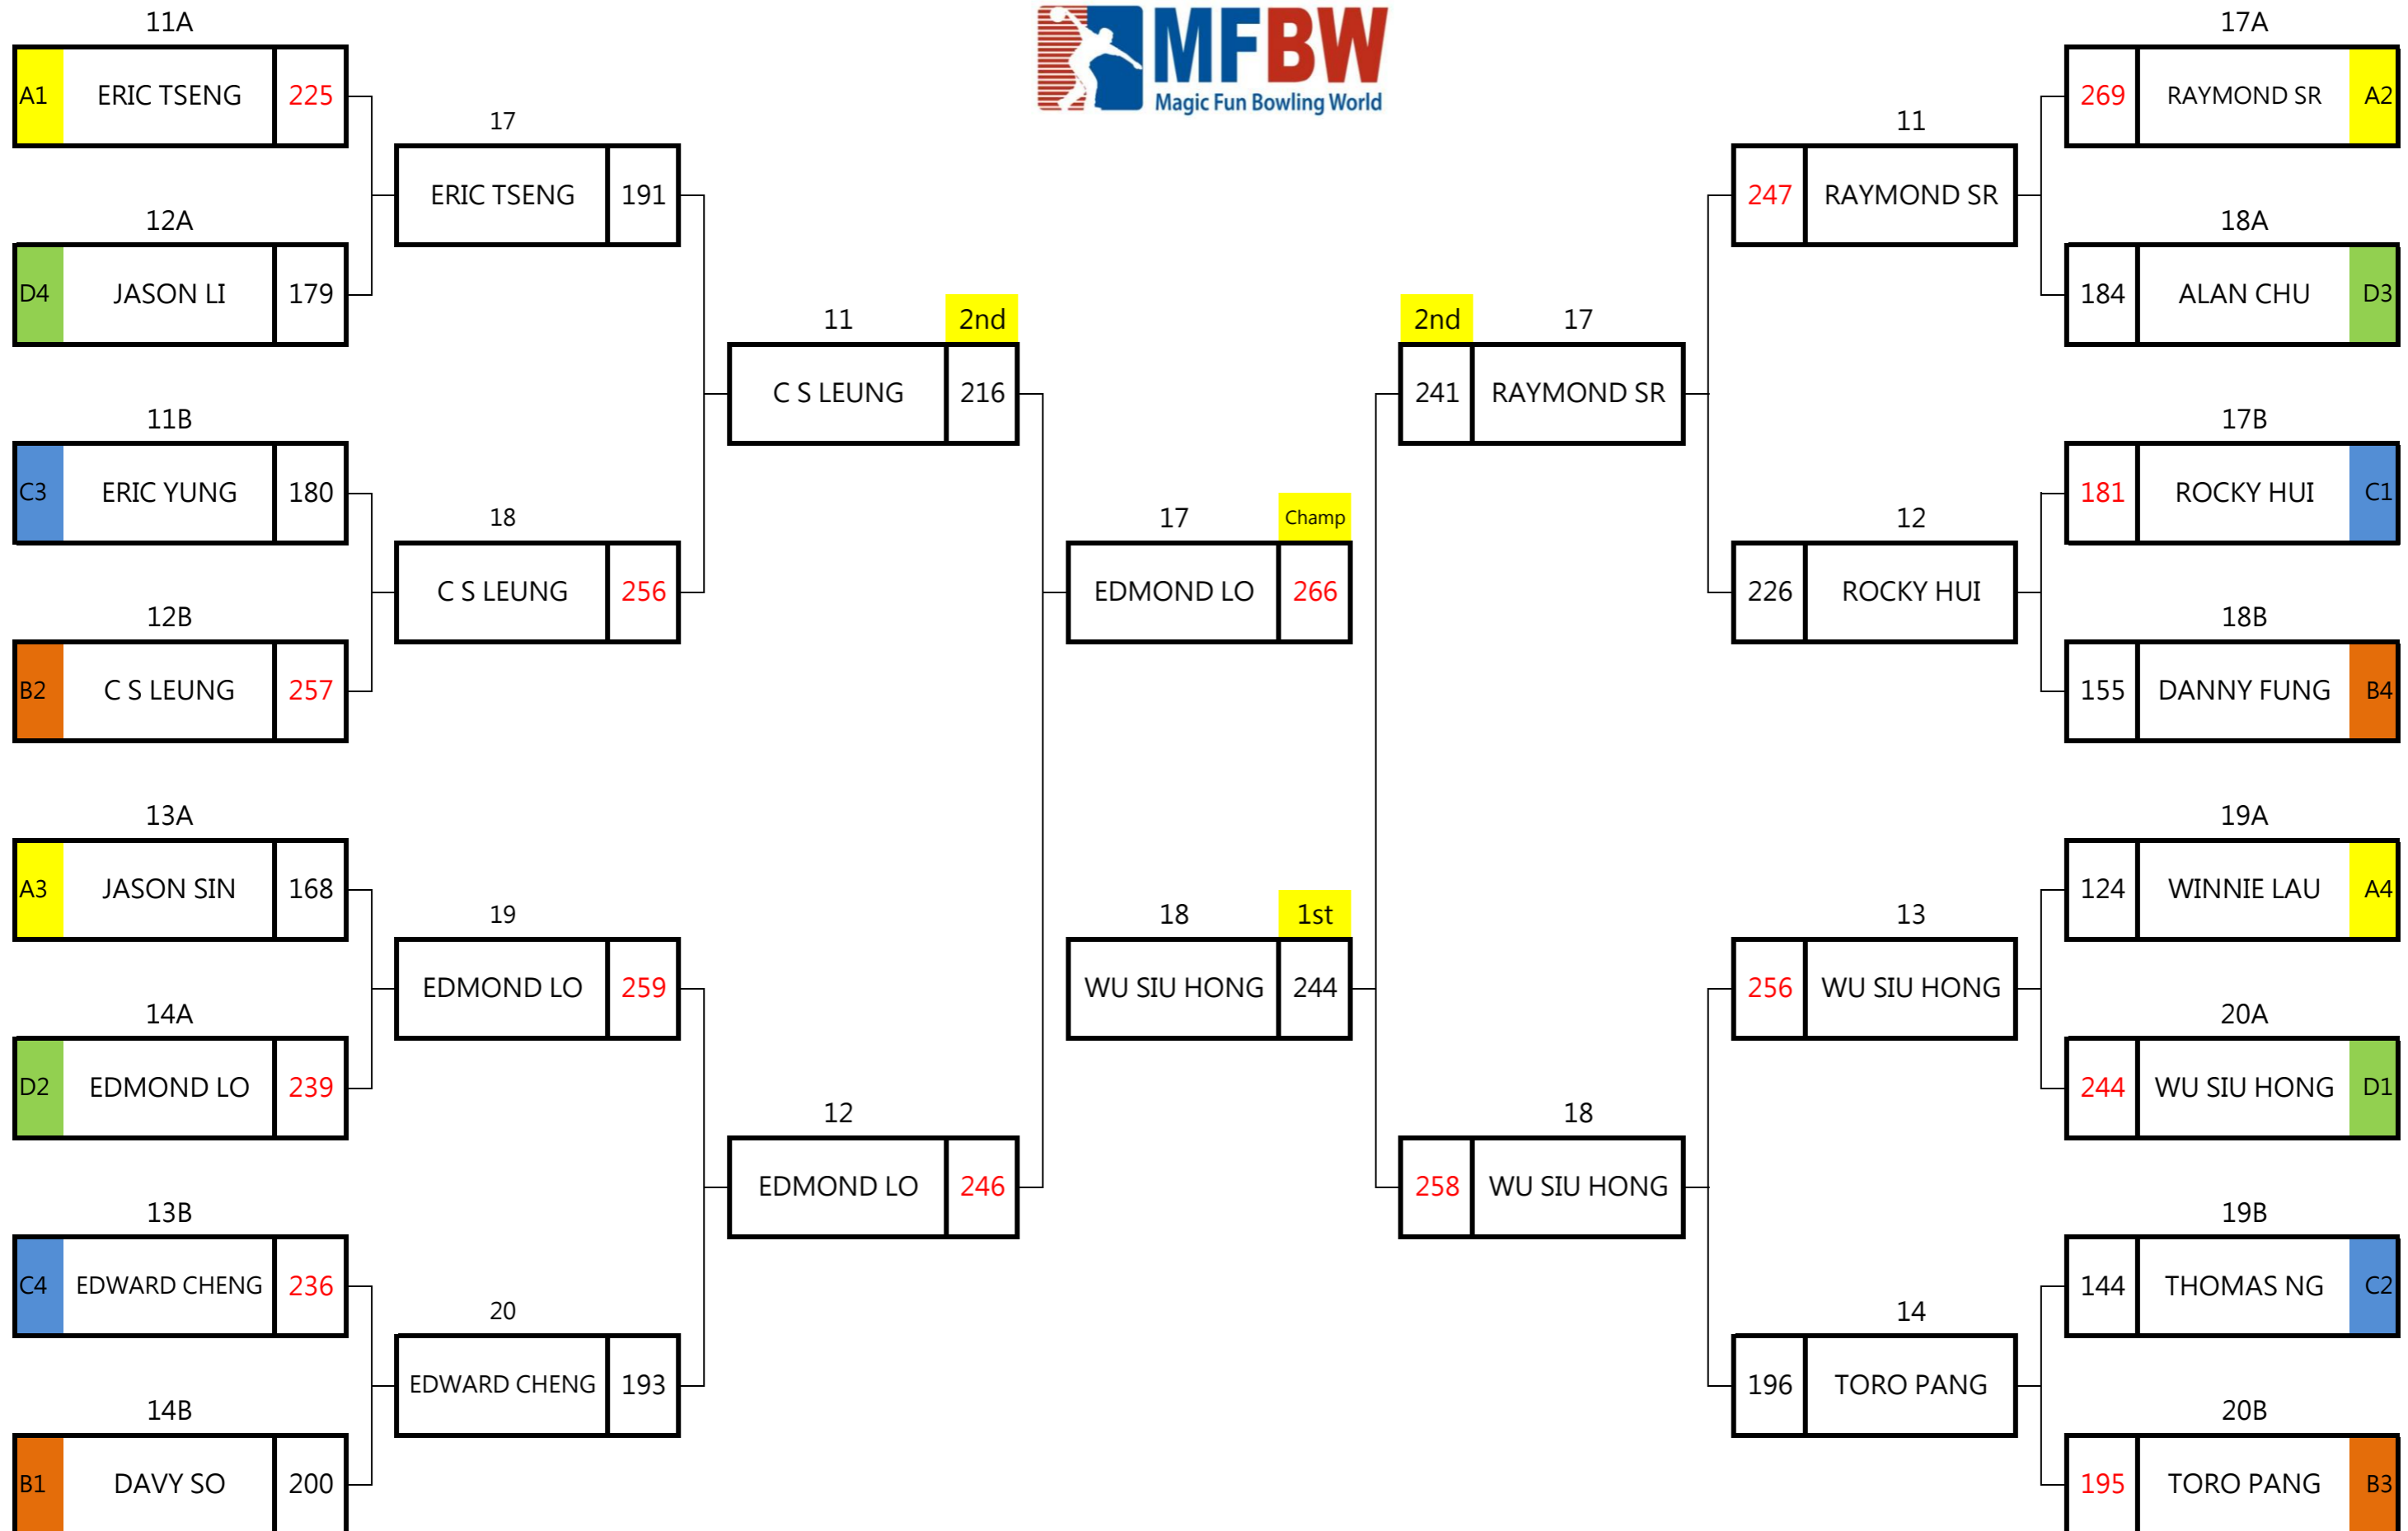 MFBW
Magic Fun Bowling World
11A
A1 ERIC TSENG 225
12A
D4 JASON LI 179
11B
C3 ERIC YUNG 180
12B
B2 C S LEUNG 257
13A
A3 JASON SIN 168
14A
D2 EDMOND LO 239
13B
C4 EDWARD CHENG 236
14B
B1 DAVY SO 200
17
ERIC TSENG 191
18
C S LEUNG 256
19
EDMOND LO 259
20
EDWARD CHENG 193
11 2nd
C S LEUNG 216
12
EDMOND LO 246
17 Champ
EDMOND LO 266
18 1st
WU SIU HONG 244
2nd 17
241 RAYMOND SR
18
258 WU SIU HONG
11
247 RAYMOND SR
12
226 ROCKY HUI
13
256 WU SIU HONG
14
196 TORO PANG
17A
269 RAYMOND SR A2
18A
184 ALAN CHU D3
17B
181 ROCKY HUI C1
18B
155 DANNY FUNG B4
19A
124 WINNIE LAU A4
20A
244 WU SIU HONG D1
19B
144 THOMAS NG C2
20B
195 TORO PANG B3